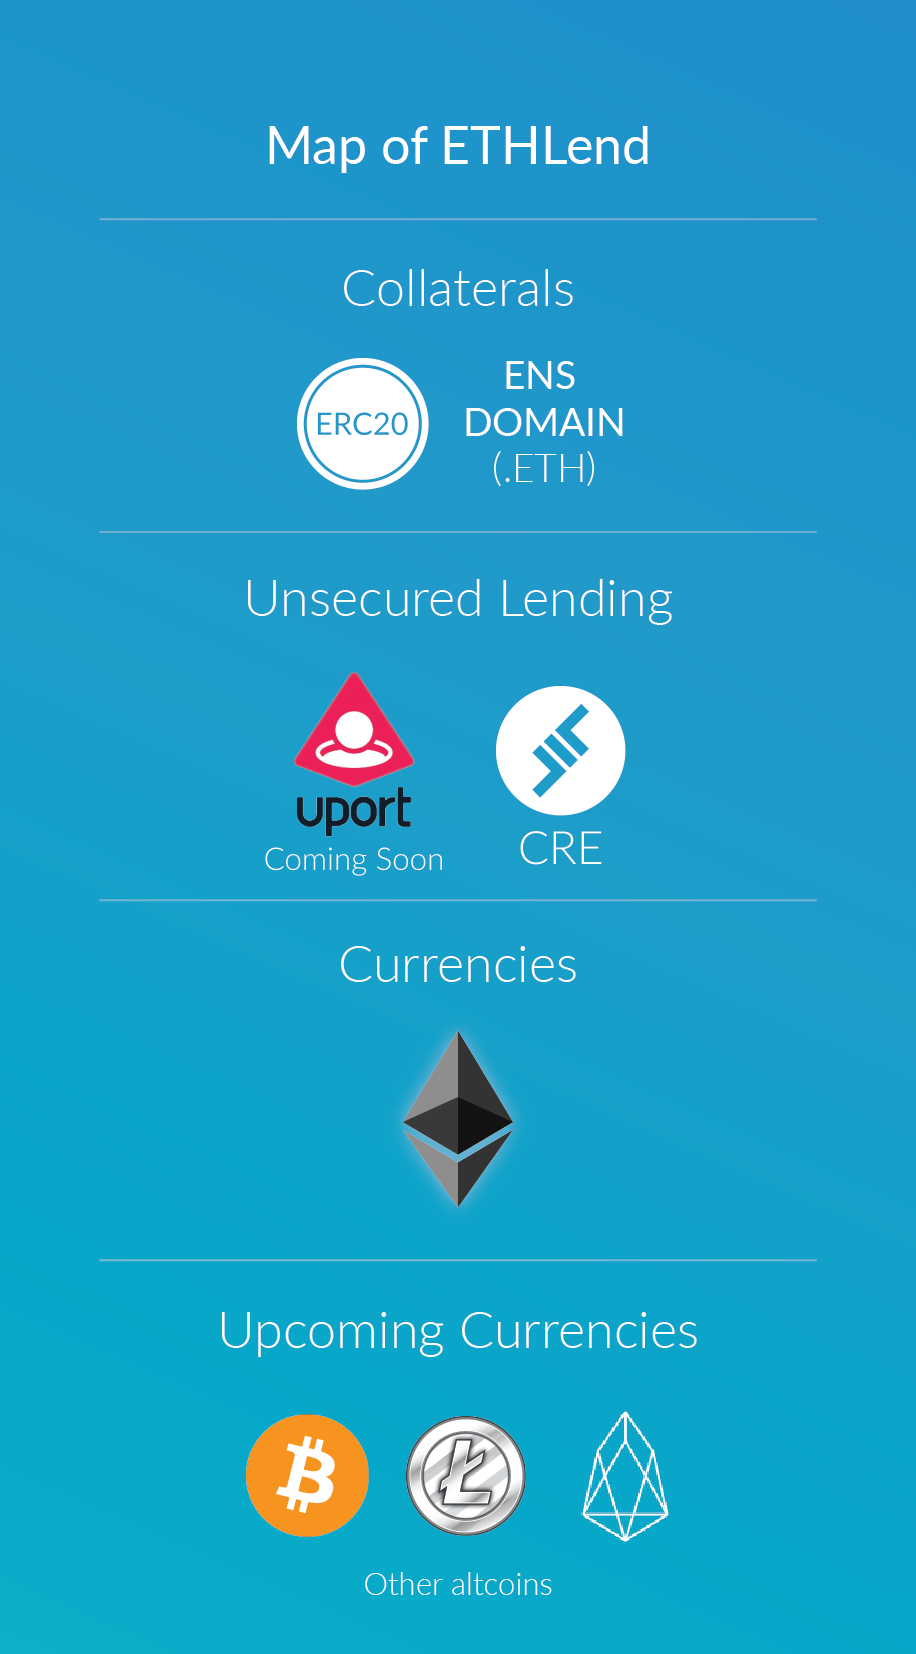 Map of ETHLend
Collaterals
ERC20
ENS
DOMAIN
(.ETH)
Unsecured Lending
uport
Coming Soon
CRE
Currencies
Upcoming Currencies
Other altcoins